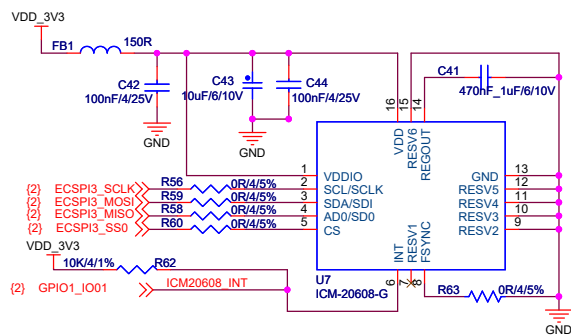 VDD_3V3
FB1 150R
C42
100nF/4/25V
C43
10uF/6/10V
C44
100nF/4/25V
C41
470nF_1uF/6/10V
GND
GND
16 15 14
VDD RESV6 REGOUT
1 VDDIO GND 13
{2} ECSPI3_SCLK R56 0R/4/5% 2 SCL/SCLK RESV5 12
{2} ECSPI3_MOSI R59 0R/4/5% 3 SDA/SDI RESV4 11
{2} ECSPI3_MISO R58 0R/4/5% 4 AD0/SD0 RESV3 10
{2} ECSPI3_SS0 R60 0R/4/5% 5 CS RESV2 9
INT RESV1 FSYNC
6 7 8
VDD_3V3
10K/4/1% R62
U7
ICM-20608-G
{2} GPIO1_IO01 ICM20608_INT
R63 0R/4/5%
GND